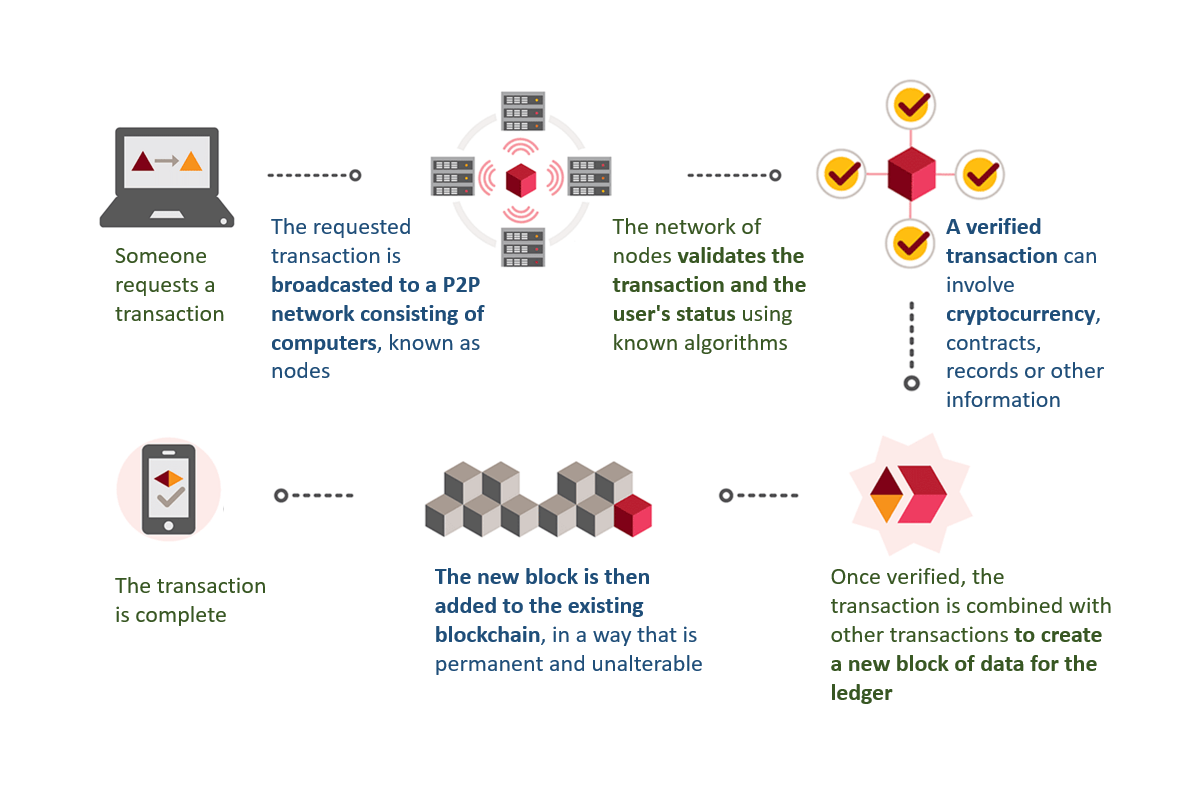 Someone
requests a
transaction
The requested
transaction is
broadcasted to a P2P
network consisting of
computers, known as
nodes
The network of
nodes validates the
transaction and the
user's status using
known algorithms
A verified
transaction can
involve
cryptocurrency,
contracts,
records or other
information
The transaction
is complete
The new block is then
added to the existing
blockchain, in a way that is
permanent and unalterable
Once verified, the
transaction is combined with
other transactions to create
a new block of data for the
ledger